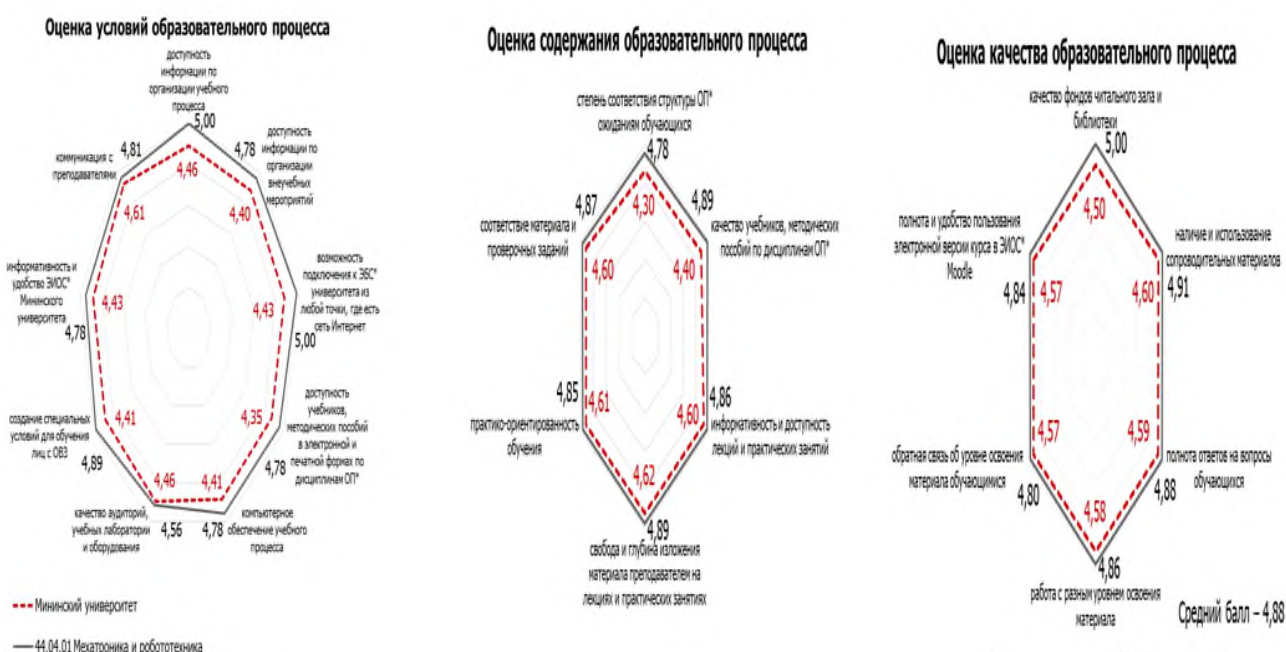 Оценка условий образовательного процесса
доступность
информации по
организации учебного
процесса
5,00
4,46
доступность
информации по
организации
внеучебных
мероприятий
4,78
4,40
возможность
подключения к ЭБС*
университета из
любой точки, где есть
сеть Интернет
5,00
4,43
доступность
учебников,
методических пособий
в электронной и
печатной формах по
дисциплинам ОП*
4,78
4,35
компьютерное
обеспечение учебного
процесса
4,78
4,41
качество аудиторий,
учебных лаборатории
и оборудования
4,56
4,46
создание специальных
условий для обучения
лиц с ОВЗ
4,89
4,41
информативность и
удобство ЭИОС*
Мининского
университета
4,78
4,43
коммуникация с
преподавателями
4,81
4,61
Мининский университет
44.04.01 Мехатроника и робототехника
Оценка содержания образовательного процесса
степень соответствия структуры ОП*
ожиданиям обучающихся
4,78
4,30
качество учебников, методических
пособий по дисциплинам ОП*
4,89
4,40
информативность и доступность
лекций и практических занятий
4,86
4,60
свобода и глубина изложения
материала преподавателем на
лекциях и практических занятиях
4,89
4,62
практико-ориентированность
обучения
4,85
4,61
соответствие материала и
проверочных заданий
4,87
4,60
Оценка качества образовательного процесса
качество фондов читального зала и
библиотеки
5,00
4,50
наличие и использование
сопроводительных материалов
4,91
4,60
полнота ответов на вопросы
обучающихся
4,88
4,59
работа с разным уровнем освоения
материала
4,86
4,58
обратная связь об уровне освоения
материала обучающимися
4,80
4,57
полнота и удобство пользования
электронной версии курса в ЭИОС*
Moodle
4,84
4,57
Средний балл – 4,88